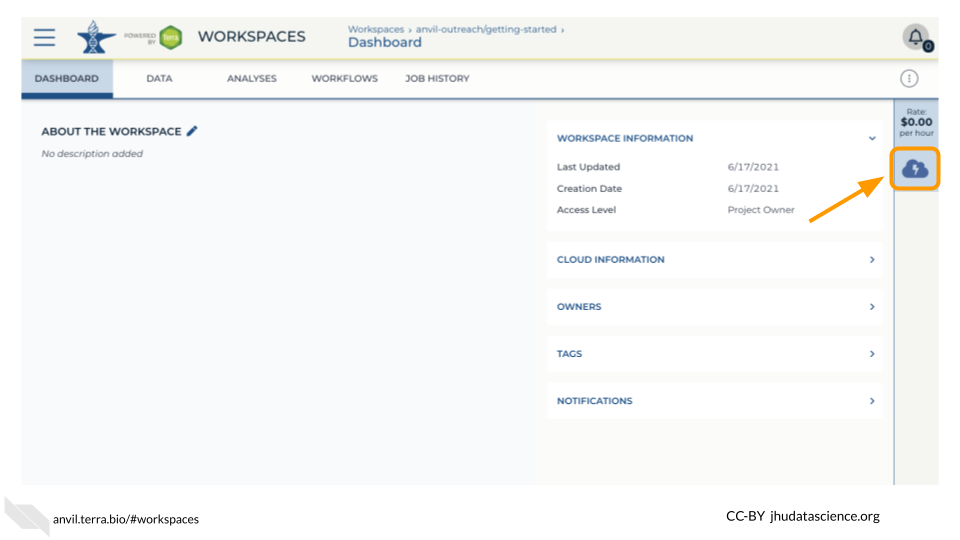 POWERED BY Terra
WORKSPACES
Workspaces › anvil-outreach/getting-started ›
Dashboard
0
DASHBOARD
DATA
ANALYSES
WORKFLOWS
JOB HISTORY
Rate:
$0.00
per hour
ABOUT THE WORKSPACE
No description added
WORKSPACE INFORMATION
Last Updated 6/17/2021
Creation Date 6/17/2021
Access Level Project Owner
CLOUD INFORMATION
OWNERS
TAGS
NOTIFICATIONS
anvil.terra.bio/#workspaces
CC-BY jhudatascience.org